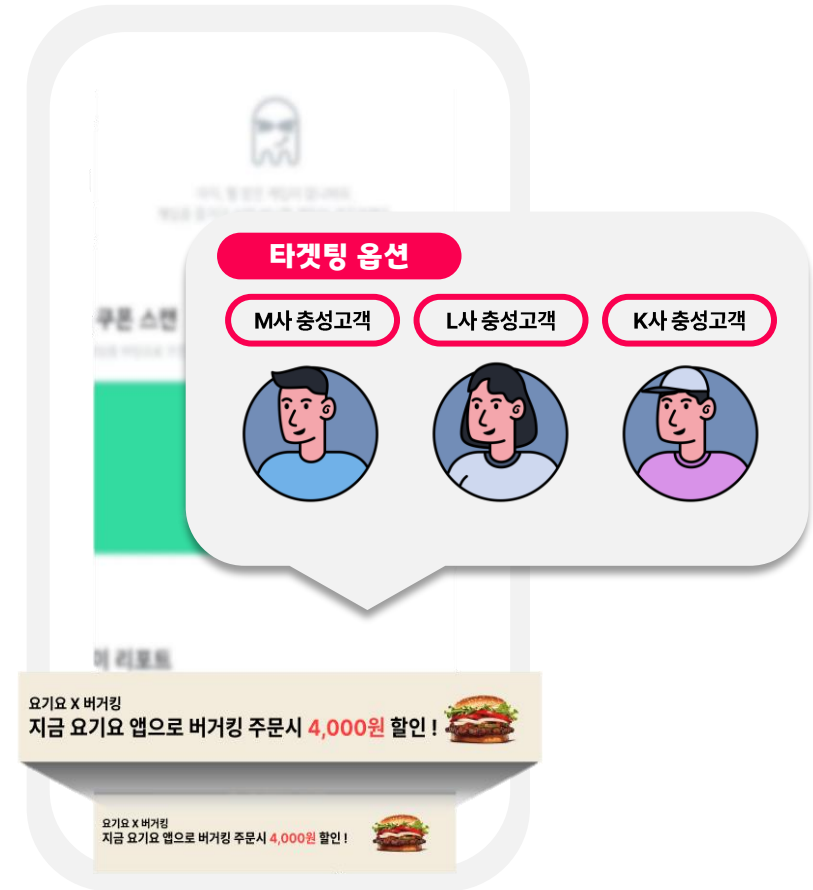 쿠폰 스탠
타겟팅 옵션
M사 충성고객
L사 충성고객
K사 충성고객
리포트
요기요 X 버거킹
지금 요기요 앱으로 버거킹 주문시 4,000원 할인 !
요기요 X 버거킹
지금 요기요 앱으로 버거킹 주문시 4,000원 할인 !